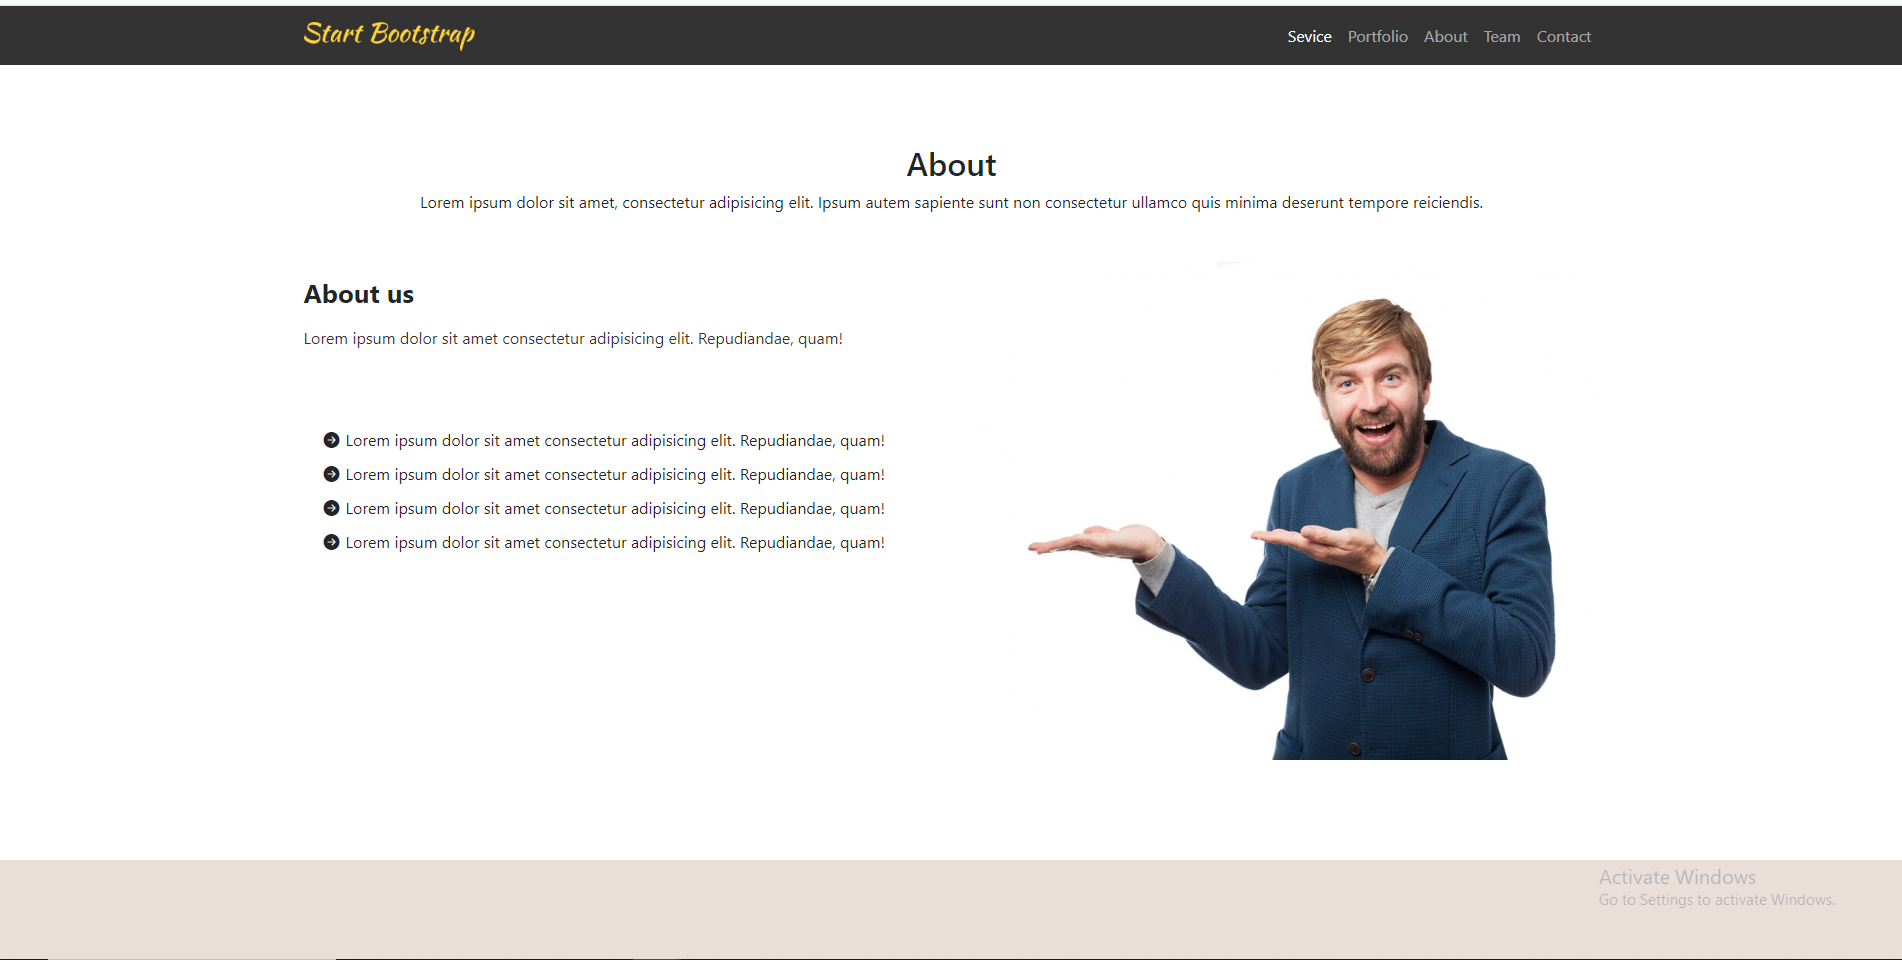 Start Bootstrap
Sevice Portfolio About Team Contact
About
Lorem ipsum dolor sit amet, consectetur adipisicing elit. Ipsum autem sapiente sunt non consectetur ullamco quis minima deserunt tempore reiciendis.
About us
Lorem ipsum dolor sit amet consectetur adipisicing elit. Repudiandae, quam!
Lorem ipsum dolor sit amet consectetur adipisicing elit. Repudiandae, quam!
Lorem ipsum dolor sit amet consectetur adipisicing elit. Repudiandae, quam!
Lorem ipsum dolor sit amet consectetur adipisicing elit. Repudiandae, quam!
Lorem ipsum dolor sit amet consectetur adipisicing elit. Repudiandae, quam!
Activate Windows
Go to Settings to activate Windows.